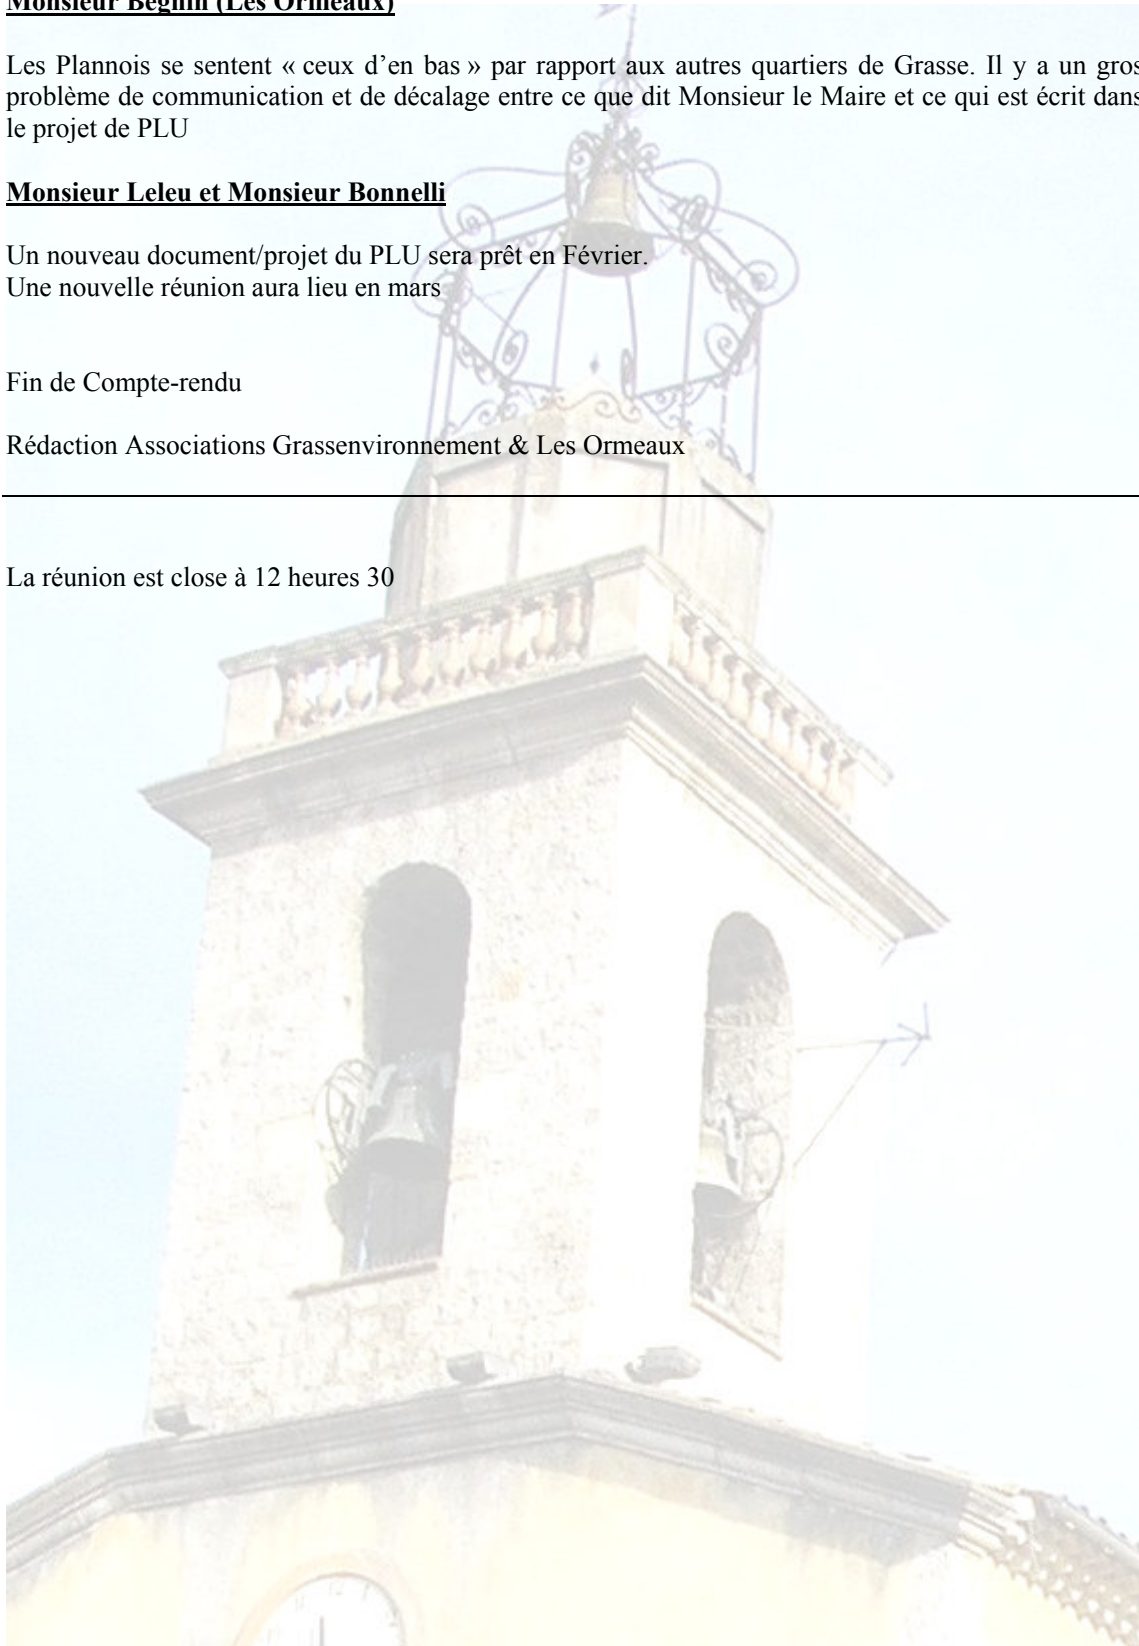 Monsieur Beghin (Les Ormeaux)
Les Plannois se sentent « ceux d'en bas » par rapport aux autres quartiers de Grasse. Il y a un gros
problème de communication et de décalage entre ce que dit Monsieur le Maire et ce qui est écrit dans
le projet de PLU
Monsieur Leleu et Monsieur Bonnelli
Un nouveau document/projet du PLU sera prêt en Février.
Une nouvelle réunion aura lieu en mars
Fin de Compte-rendu
Rédaction Associations Grassenvironnement & Les Ormeaux
La réunion est close à 12 heures 30